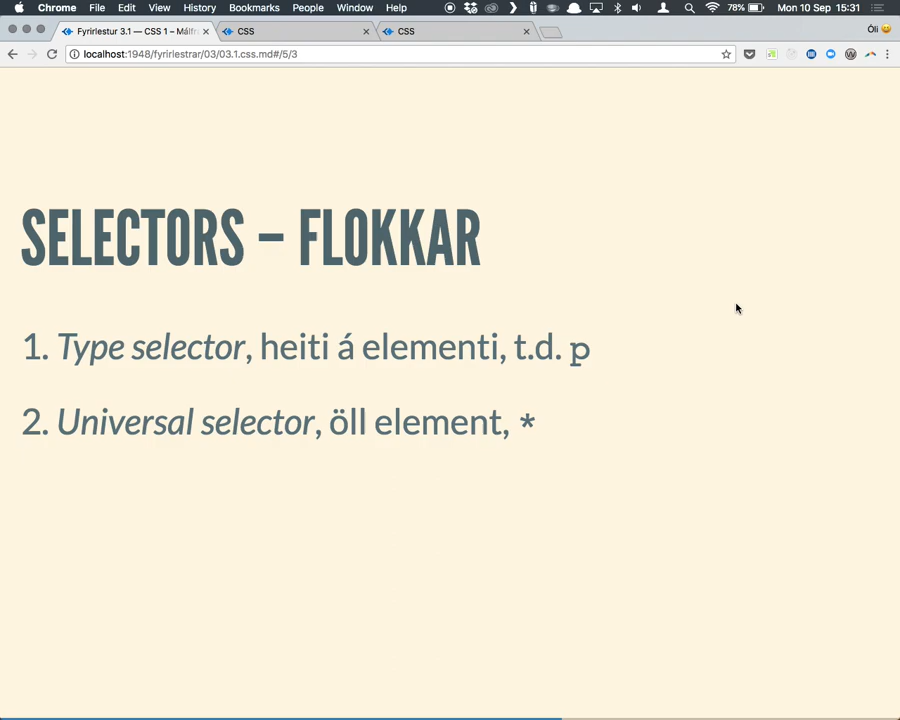 Chrome File Edit View History Bookmarks People Window Help 78% Mon 10 Sep 15:31
Fyrirlestur 3.1 — CSS 1 – Málfr CSS CSS Óli
localhost:1948/fyrirlestrar/03/03.1.css.md#/5/3
SELECTORS – FLOKKAR
1. Type selector, heiti á elementi, t.d. p
2. Universal selector, öll element, *